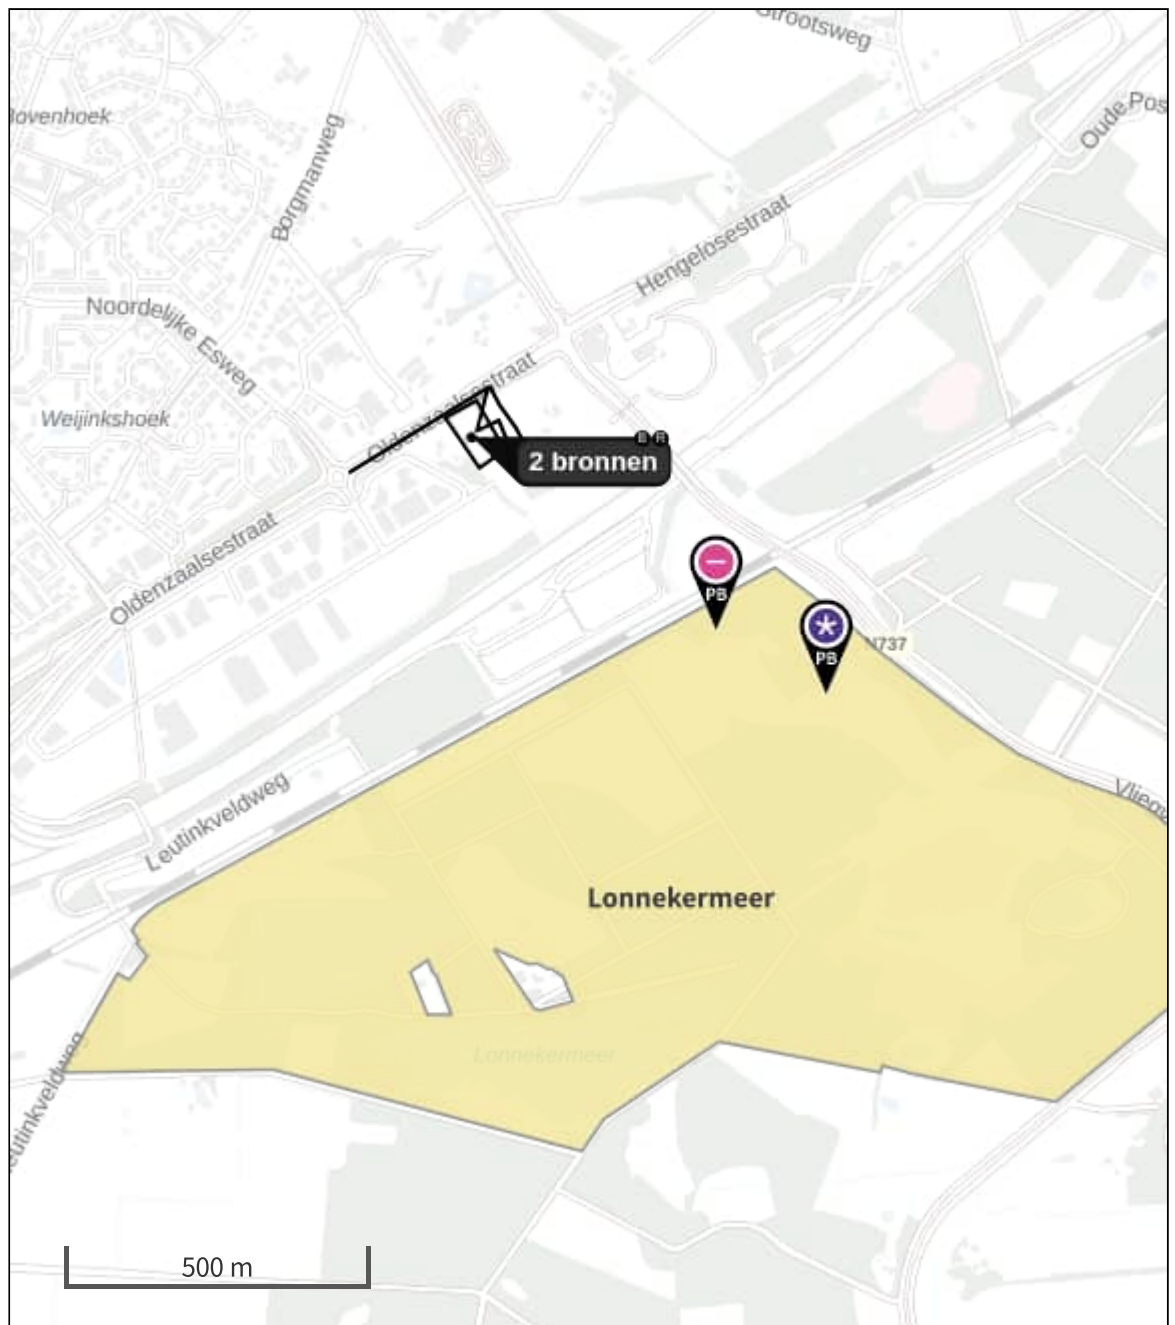 Strootsweg
Bovenhoek
Oude Pos
Borgmanweg
Hengelosestraat
Noordelijke Esweg
Oldenzaalsestraat
Weijinkshoek
2 bronnen
Oldenzaalsestraat
PB
PB
N737
Leutinkveldweg
Vliegv
Lonnekermeer
Lonnekermeer
Leutinkveldweg
500 m